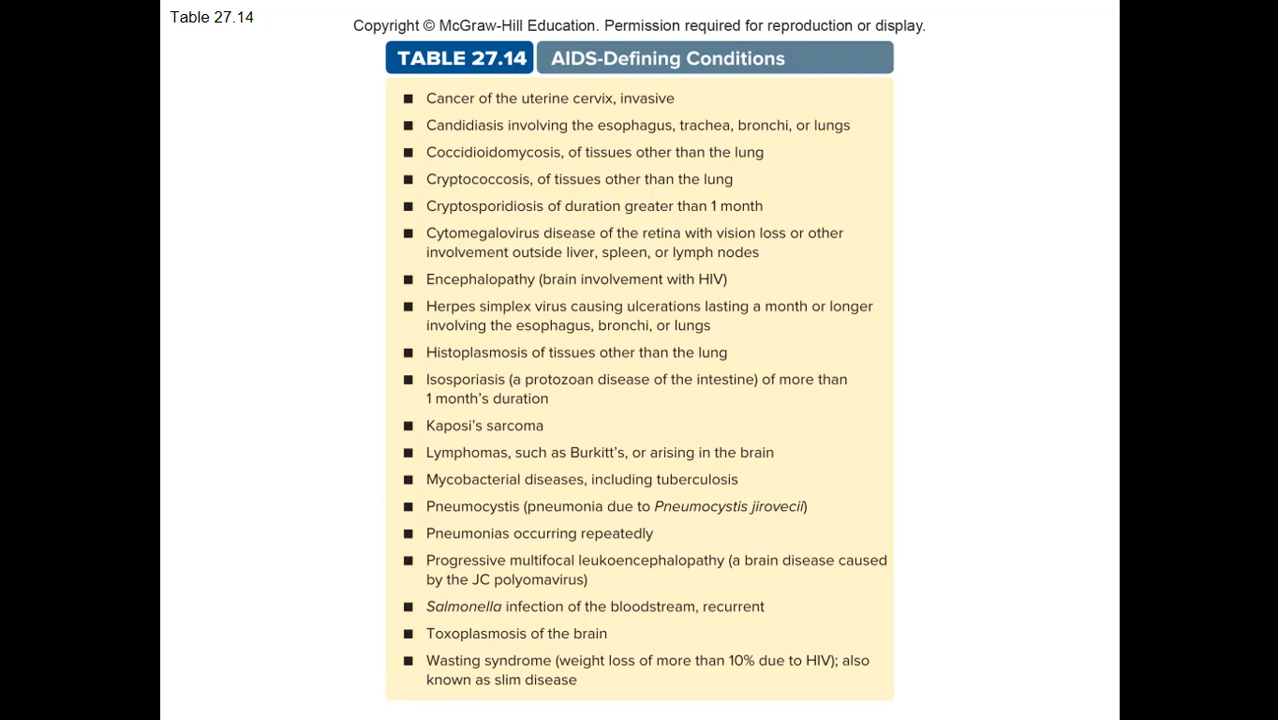 Table 27.14
Copyright © McGraw-Hill Education. Permission required for reproduction or display.
TABLE 27.14 AIDS-Defining Conditions
■ Cancer of the uterine cervix, invasive
■ Candidiasis involving the esophagus, trachea, bronchi, or lungs
■ Coccidioidomycosis, of tissues other than the lung
■ Cryptococcosis, of tissues other than the lung
■ Cryptosporidiosis of duration greater than 1 month
■ Cytomegalovirus disease of the retina with vision loss or other
involvement outside liver, spleen, or lymph nodes
■ Encephalopathy (brain involvement with HIV)
■ Herpes simplex virus causing ulcerations lasting a month or longer
involving the esophagus, bronchi, or lungs
■ Histoplasmosis of tissues other than the lung
■ Isosporiasis (a protozoan disease of the intestine) of more than
1 month's duration
■ Kaposi's sarcoma
■ Lymphomas, such as Burkitt's, or arising in the brain
■ Mycobacterial diseases, including tuberculosis
■ Pneumocystis (pneumonia due to Pneumocystis jirovecii)
■ Pneumonias occurring repeatedly
■ Progressive multifocal leukoencephalopathy (a brain disease caused
by the JC polyomavirus)
■ Salmonella infection of the bloodstream, recurrent
■ Toxoplasmosis of the brain
■ Wasting syndrome (weight loss of more than 10% due to HIV); also
known as slim disease